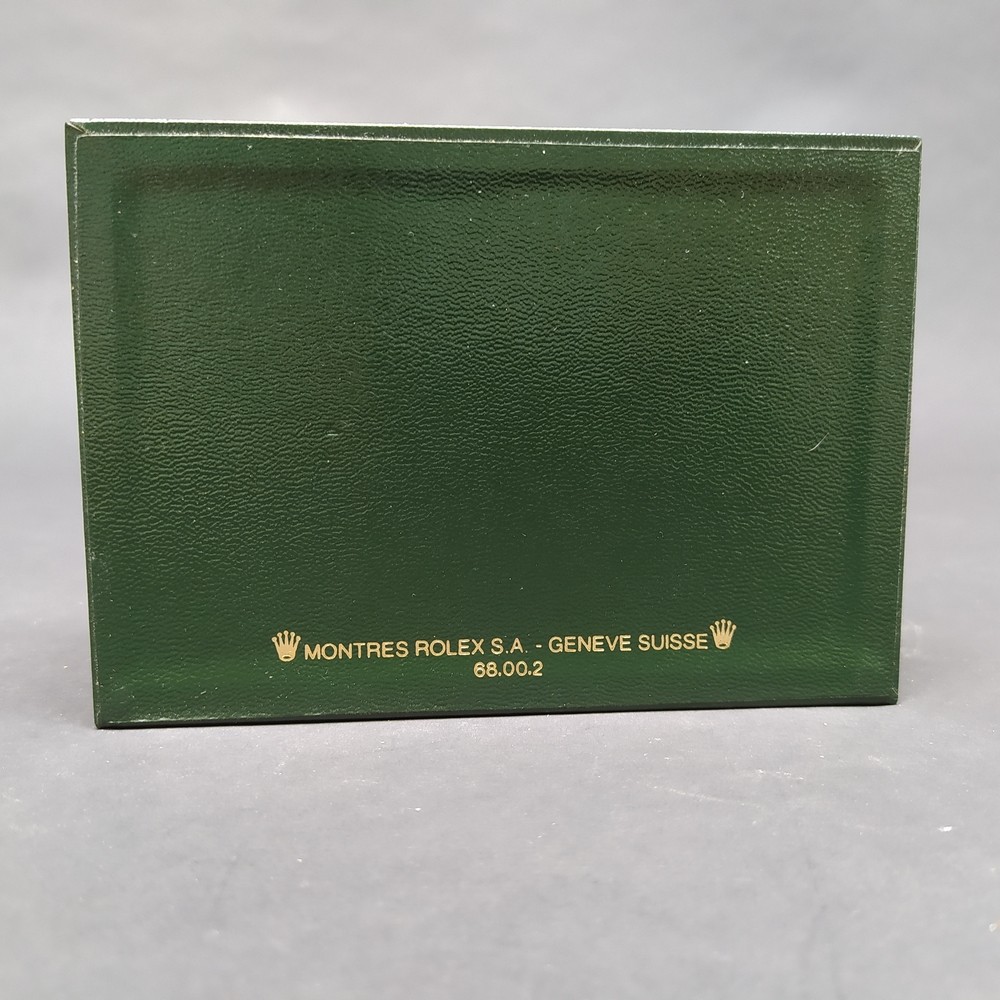 MONTRES ROLEX S.A. - GENEVE SUISSE
68.00.2